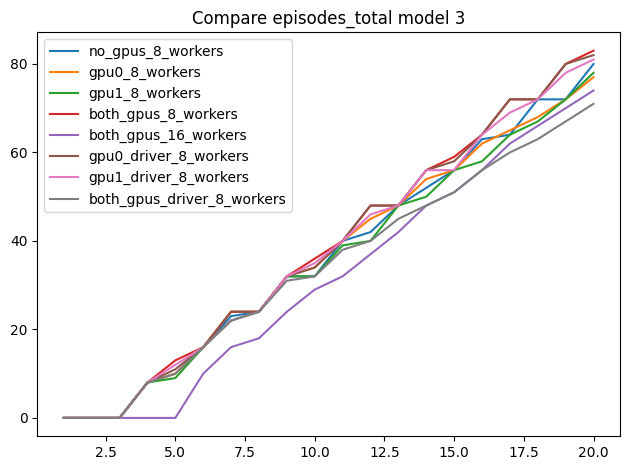 Compare episodes_total model 3
no_gpus_8_workers
gpu0_8_workers
gpu1_8_workers
both_gpus_8_workers
both_gpus_16_workers
gpu0_driver_8_workers
gpu1_driver_8_workers
both_gpus_driver_8_workers
80
60
40
20
0
2.5 5.0 7.5 10.0 12.5 15.0 17.5 20.0